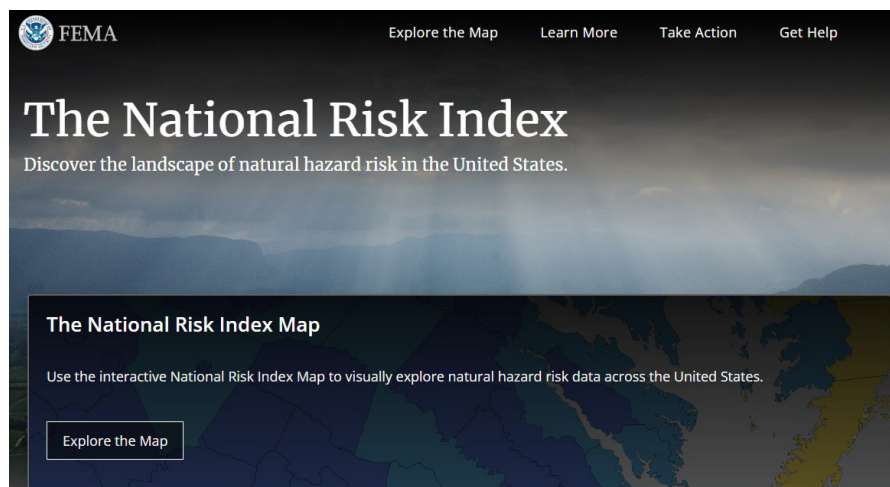 FEMA
Explore the Map
Learn More
Take Action
Get Help
The National Risk Index
Discover the landscape of natural hazard risk in the United States.
The National Risk Index Map
Use the interactive National Risk Index Map to visually explore natural hazard risk data across the United States.
Explore the Map